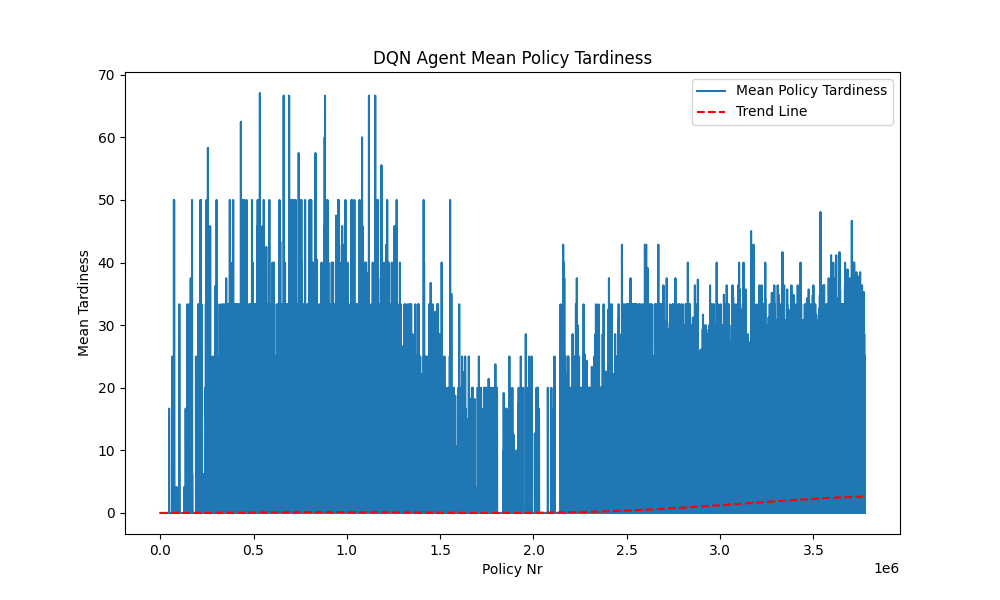 DQN Agent Mean Policy Tardiness
Mean Policy Tardiness
Trend Line
Mean Tardiness
70
60
50
40
30
20
10
0
0.0 0.5 1.0 1.5 2.0 2.5 3.0 3.5
1e6
Policy Nr